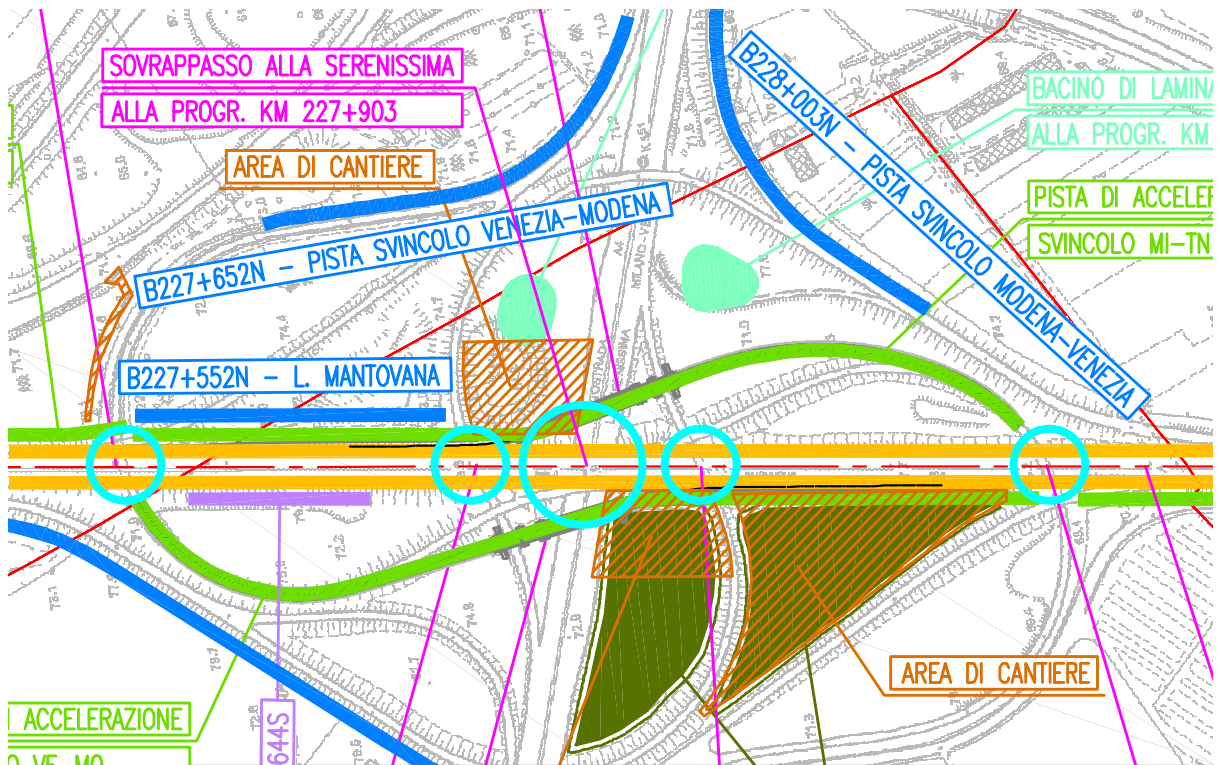 SOVRAPPASSO ALLA SERENISSIMA
ALLA PROGR. KM 227+903
AREA DI CANTIERE
B227+652N - PISTA SVINCOLO VENEZIA-MODENA
B228+003N - PISTA SVINCOLO MODENA-VENEZIA
BACINO DI LAMINA
ALLA PROGR. KM
PISTA DI ACCELER
SVINCOLO MI-TN
B227+552N - L. MANTOVANA
AREA DI CANTIERE
ACCELERAZIONE
O VE-MO
644S